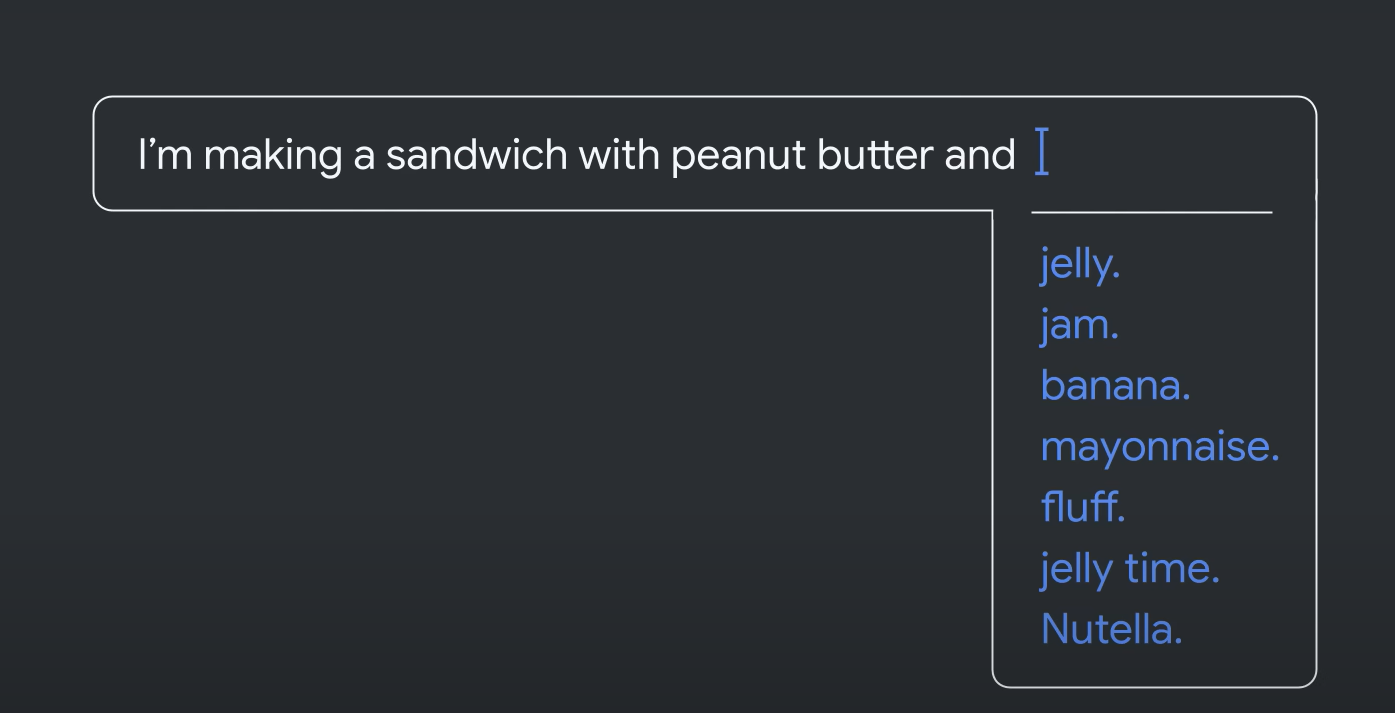 I’m making a sandwich with peanut butter and
jelly.
jam.
banana.
mayonnaise.
fluff.
jelly time.
Nutella.